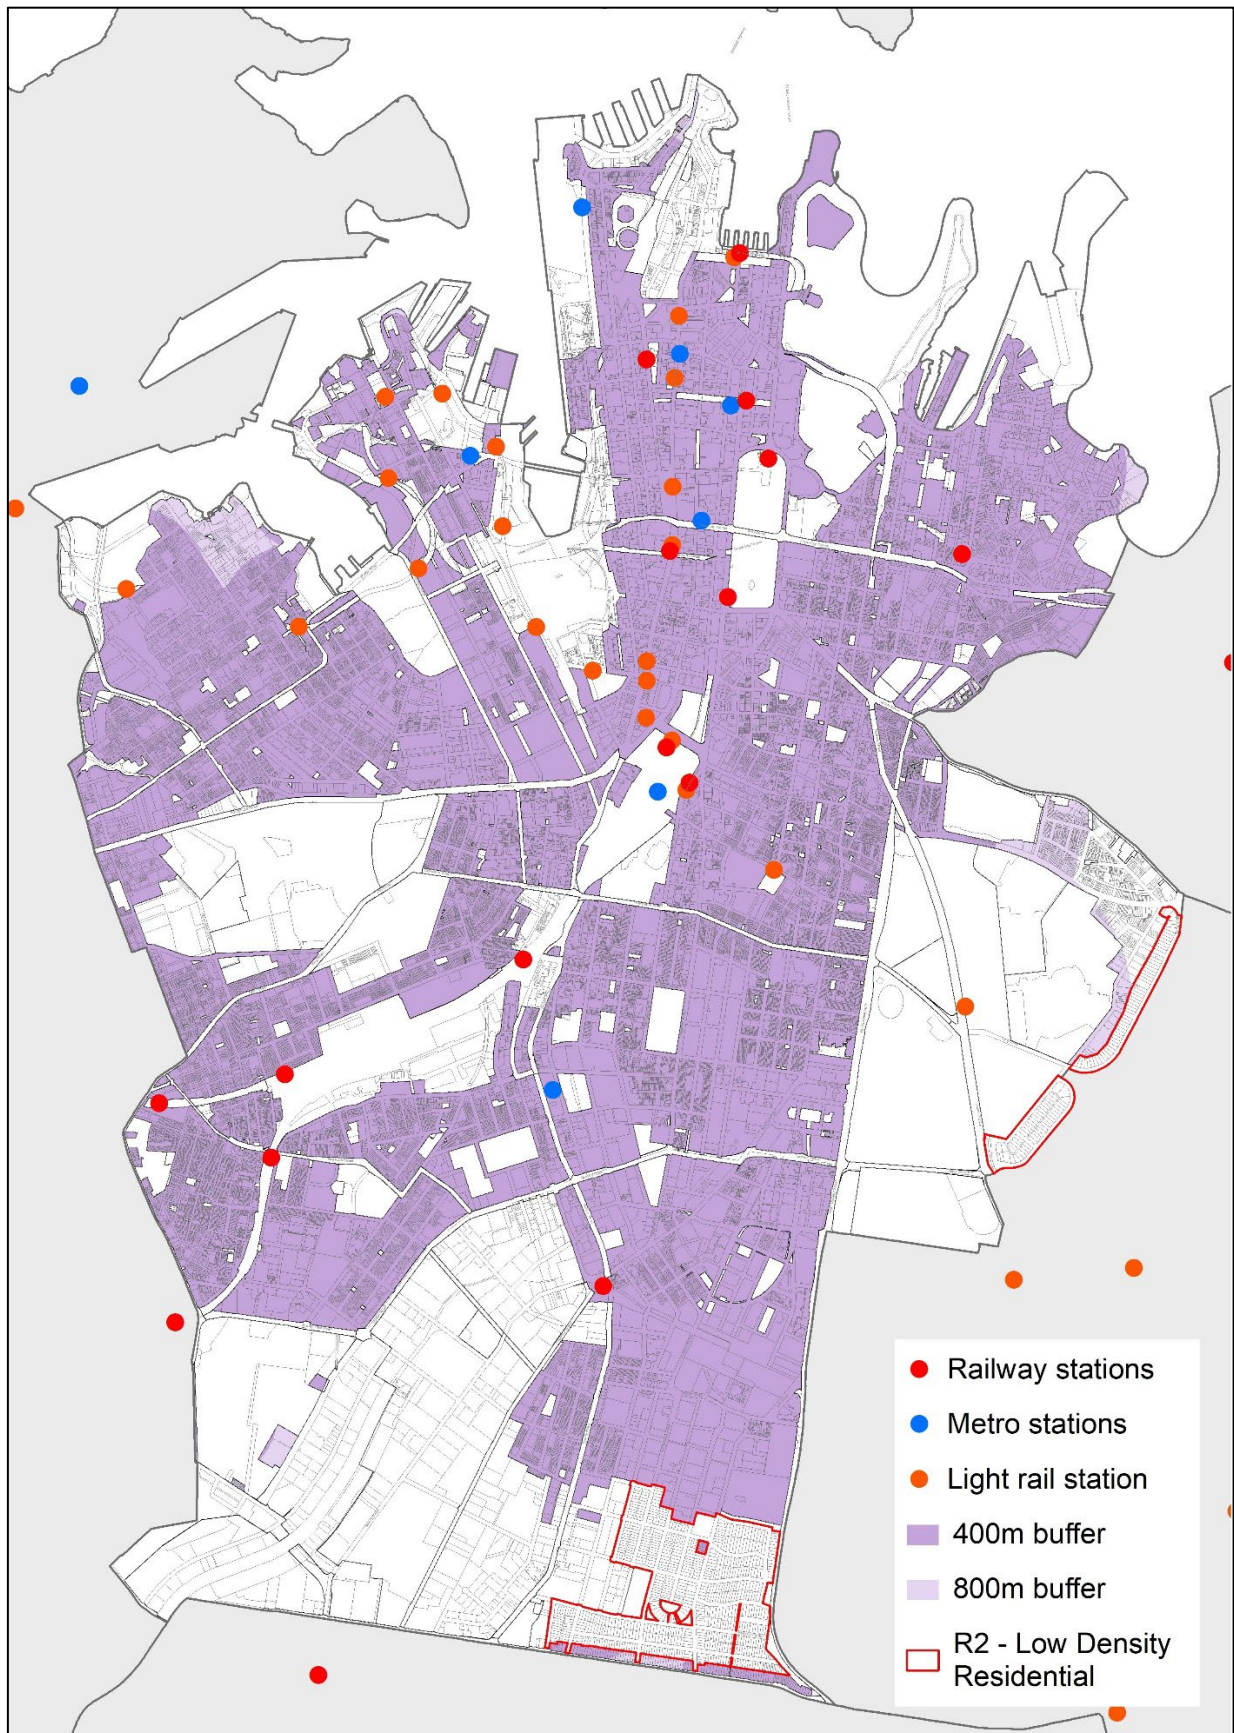 Railway stations
Metro stations
Light rail station
400m buffer
800m buffer
R2 - Low Density
Residential